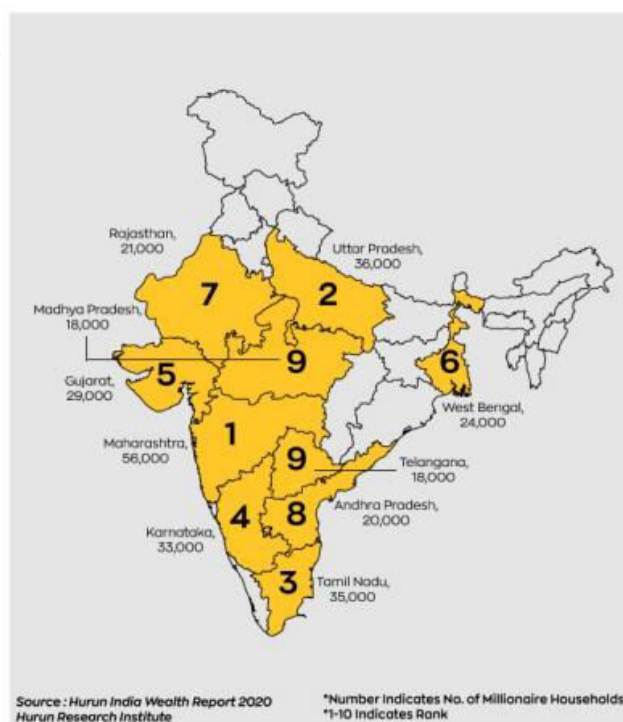 Rajasthan,
21,000
Uttar Pradesh,
36,000
7
2
Madhya Pradesh,
18,000
9
5
6
Gujarat,
29,000
West Bengal,
24,000
1
Maharashtra,
56,000
9
Telangana,
18,000
8
Andhra Pradesh,
20,000
4
Karnataka,
33,000
3
Tamil Nadu,
35,000
Source : Hurun India Wealth Report 2020
Hurun Research Institute
*Number Indicates No. of Millionaire Households
*1-10 Indicates Rank